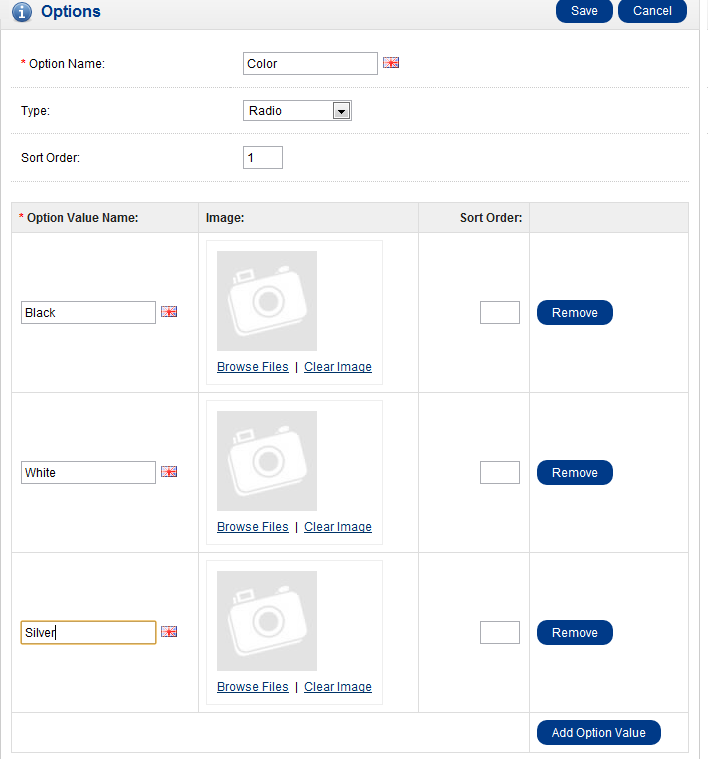 Options Save Cancel
* Option Name: Color
Type: Radio
Sort Order: 1
* Option Value Name: Image: Sort Order:
Black Remove
Browse Files | Clear Image
White Remove
Browse Files | Clear Image
Silver Remove
Browse Files | Clear Image
Add Option Value